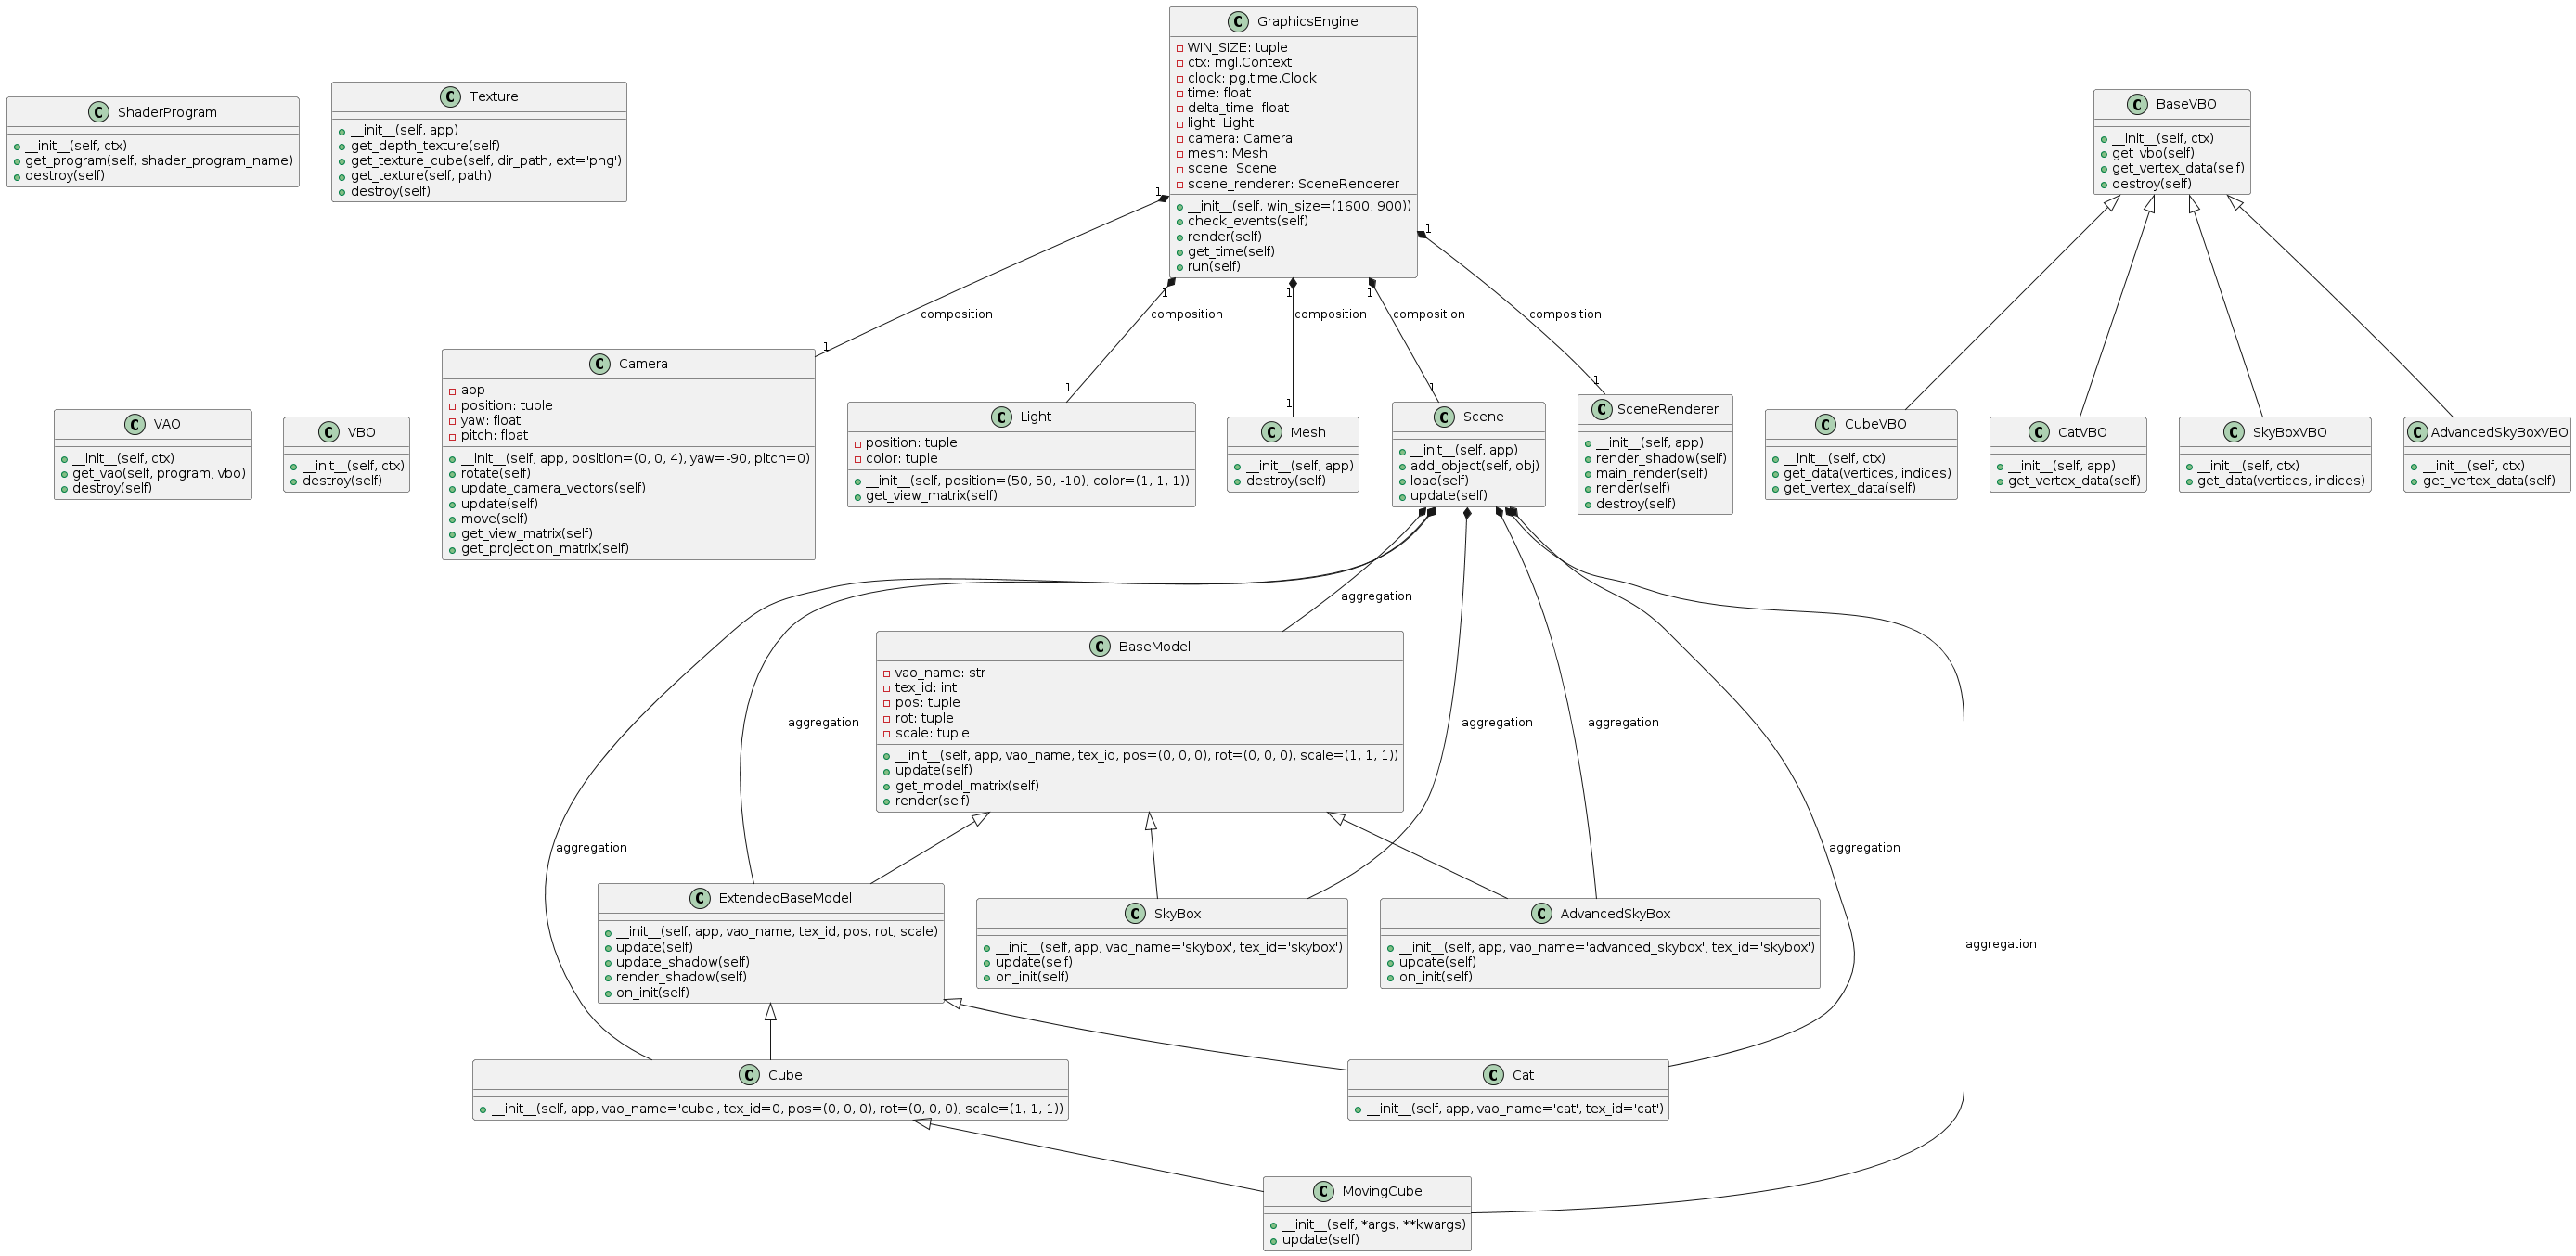 C GraphicsEngine
WIN_SIZE: tuple
ctx: mgl.Context
clock: pg.time.Clock
time: float
delta_time: float
light: Light
camera: Camera
mesh: Mesh
scene: Scene
scene_renderer: SceneRenderer
__init__(self, win_size=(1600, 900))
check_events(self)
render(self)
get_time(self)
run(self)
C ShaderProgram
__init__(self, ctx)
get_program(self, shader_program_name)
destroy(self)
C Texture
__init__(self, app)
get_depth_texture(self)
get_texture_cube(self, dir_path, ext='png')
get_texture(self, path)
destroy(self)
C BaseVBO
__init__(self, ctx)
get_vbo(self)
get_vertex_data(self)
destroy(self)
1
1
1
1
1
composition
composition
composition
composition
composition
1
1
1
1
1
C VAO
__init__(self, ctx)
get_vao(self, program, vbo)
destroy(self)
C VBO
__init__(self, ctx)
destroy(self)
C Camera
app
position: tuple
yaw: float
pitch: float
__init__(self, app, position=(0, 0, 4), yaw=-90, pitch=0)
rotate(self)
update_camera_vectors(self)
update(self)
move(self)
get_view_matrix(self)
get_projection_matrix(self)
C Light
position: tuple
color: tuple
__init__(self, position=(50, 50, -10), color=(1, 1, 1))
get_view_matrix(self)
C Mesh
__init__(self, app)
destroy(self)
C Scene
__init__(self, app)
add_object(self, obj)
load(self)
update(self)
C SceneRenderer
__init__(self, app)
render_shadow(self)
main_render(self)
render(self)
destroy(self)
C CubeVBO
__init__(self, ctx)
get_data(vertices, indices)
get_vertex_data(self)
C CatVBO
__init__(self, app)
get_vertex_data(self)
C SkyBoxVBO
__init__(self, ctx)
get_data(vertices, indices)
C AdvancedSkyBoxVBO
__init__(self, ctx)
get_vertex_data(self)
aggregation
C BaseModel
vao_name: str
tex_id: int
pos: tuple
rot: tuple
scale: tuple
__init__(self, app, vao_name, tex_id, pos=(0, 0, 0), rot=(0, 0, 0), scale=(1, 1, 1))
update(self)
get_model_matrix(self)
render(self)
aggregation
aggregation
aggregation
aggregation
aggregation
aggregation
C ExtendedBaseModel
__init__(self, app, vao_name, tex_id, pos, rot, scale)
update(self)
update_shadow(self)
render_shadow(self)
on_init(self)
C SkyBox
__init__(self, app, vao_name='skybox', tex_id='skybox')
update(self)
on_init(self)
C AdvancedSkyBox
__init__(self, app, vao_name='advanced_skybox', tex_id='skybox')
update(self)
on_init(self)
C Cube
__init__(self, app, vao_name='cube', tex_id=0, pos=(0, 0, 0), rot=(0, 0, 0), scale=(1, 1, 1))
C Cat
__init__(self, app, vao_name='cat', tex_id='cat')
C MovingCube
__init__(self, *args, **kwargs)
update(self)